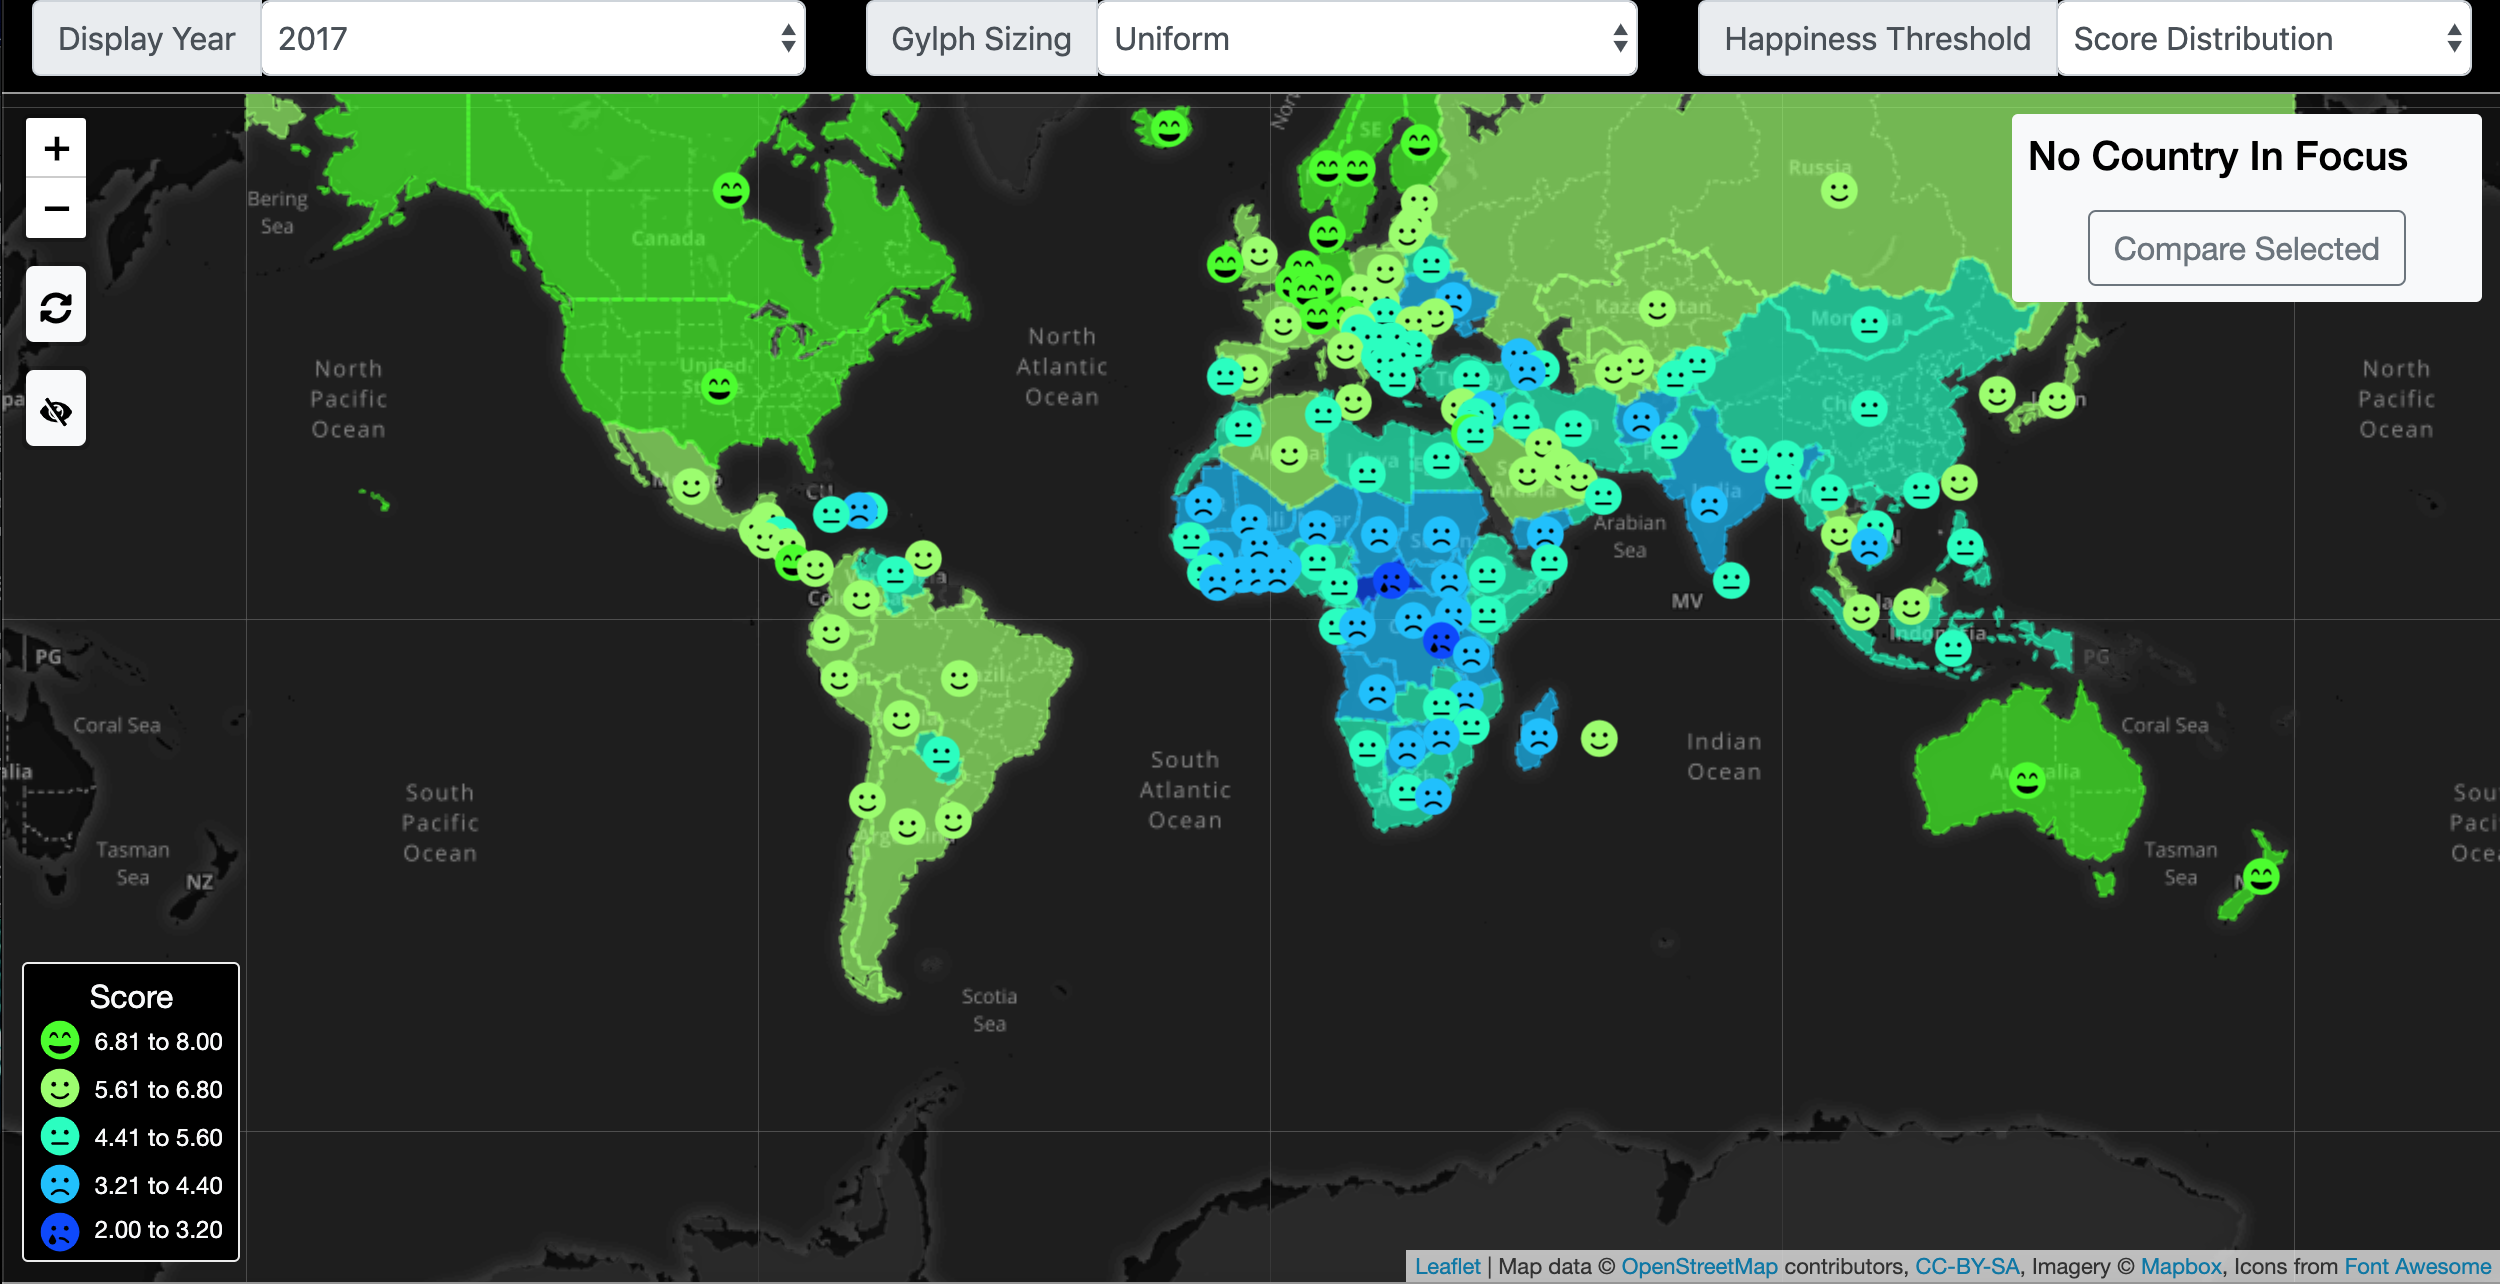 Display Year
2017
Gylph Sizing
Uniform
Happiness Threshold
Score Distribution
+
−
No Country In Focus
Compare Selected
SE
Russia
Bering
Sea
Canada
North
Pacific
Ocean
North
Atlantic
Ocean
North
Pacific
Ocean
United
CU
Arabian
Sea
MV
PG
PG
Coral Sea
Coral Sea
Indian
Ocean
South
Atlantic
Ocean
South
Pacific
Ocean
Tasman
Sea
NZ
Tasman
Sea
Scotia
Sea
Score
6.81 to 8.00
5.61 to 6.80
4.41 to 5.60
3.21 to 4.40
2.00 to 3.20
Leaflet | Map data © OpenStreetMap contributors, CC-BY-SA, Imagery © Mapbox, Icons from Font Awesome